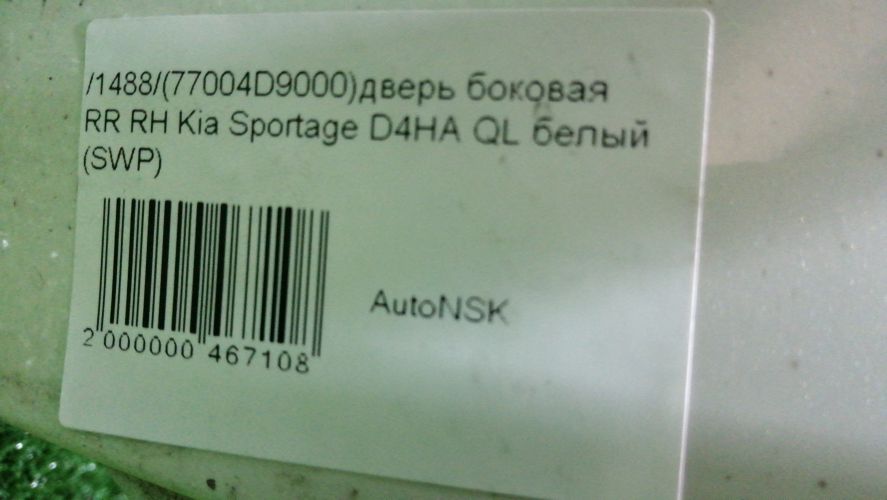 /1488/(77004D9000)дверь боковая
RR RH Kia Sportage D4HA QL белый
(SWP)
AutoNSK
2 000000 467108